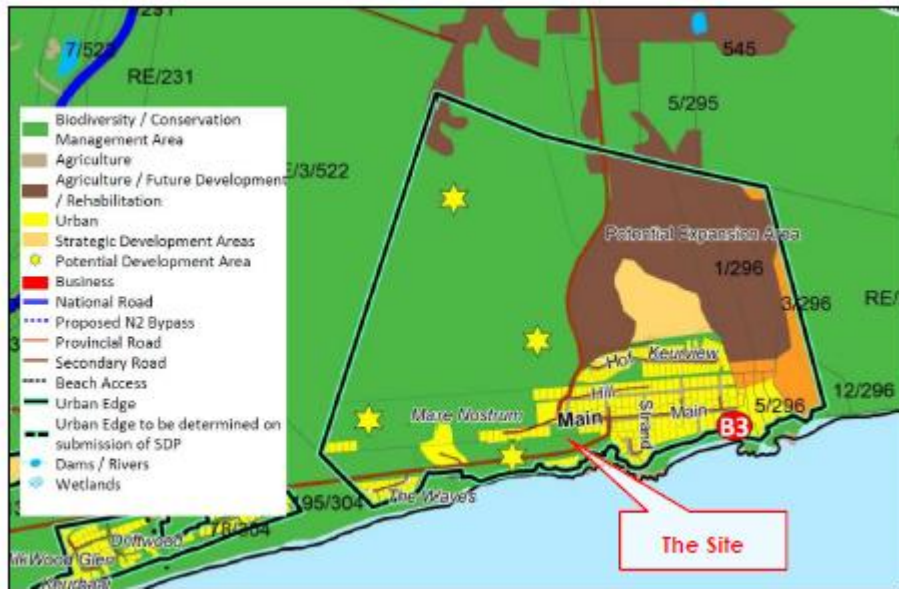 7/523
RE/231
545
5/295
Biodiversity / Conservation
Management Area
Agriculture
Agriculture / Future Development
/ Rehabilitation
Urban
Strategic Development Areas
Potential Development Area
Business
National Road
Proposed N2 Bypass
Provincial Road
Secondary Road
Beach Access
Urban Edge
Urban Edge to be determined on
submission of SDP
Dams / Rivers
Wetlands
E/3/522
Potential Expansion Area
1/296
3/296
RE/
12/296
5/296
Hof
Keurview
Hill
Mare Nostrum
Main
Strand
Main
B3
The Waves
195/304
Driftwood
The Site